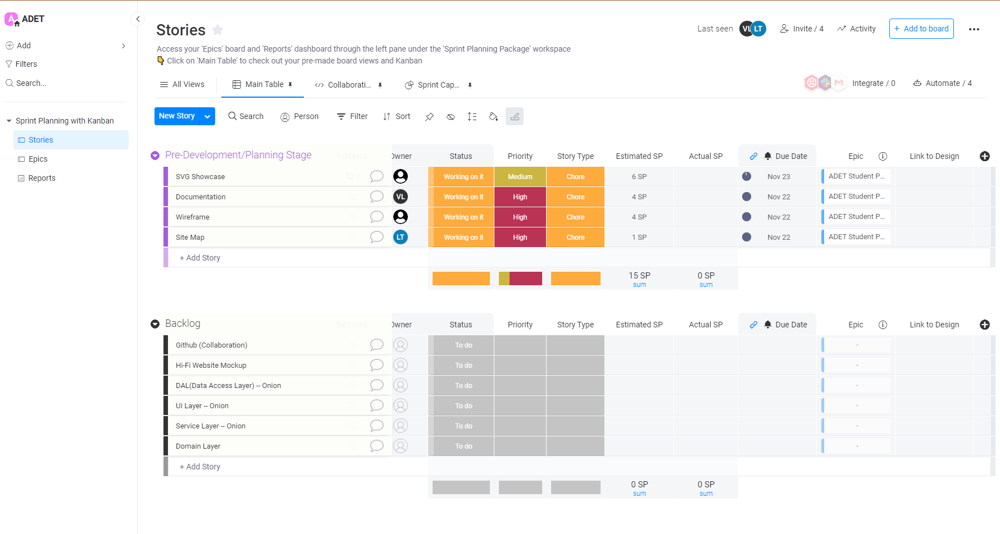 A ADET
Add
Filters
Search...
Sprint Planning with Kanban
Stories
Epics
Reports
Stories
Last seen VL LT Invite / 4 Activity + Add to board
Access your 'Epics' board and 'Reports' dashboard through the left pane under the 'Sprint Planning Package' workspace
Click on 'Main Table' to check out your pre-made board views and Kanban
All Views Main Table Collaborati... Sprint Cap... Integrate / 0 Automate / 4
New Story Search Person Filter Sort
Pre-Development/Planning Stage Subtasks Owner Status Priority Story Type Estimated SP Actual SP Due Date Epic Link to Design
SVG Showcase Working on it Medium Chore 6 SP Nov 23 ADET Student P...
Documentation VL Working on it High Chore 4 SP Nov 22 ADET Student P...
Wireframe Working on it High Chore 4 SP Nov 22 ADET Student P...
Site Map LT Working on it High Chore 1 SP Nov 22 ADET Student P...
+ Add Story
15 SP 0 SP
sum sum
Backlog Subtasks Owner Status Priority Story Type Estimated SP Actual SP Due Date Epic Link to Design
Github (Collaboration) To do -
Hi-Fi Website Mockup To do -
DAL(Data Access Layer) -- Onion To do -
UI Layer -- Onion To do -
Service Layer -- Onion To do -
Domain Layer To do -
+ Add Story
0 SP 0 SP
sum sum